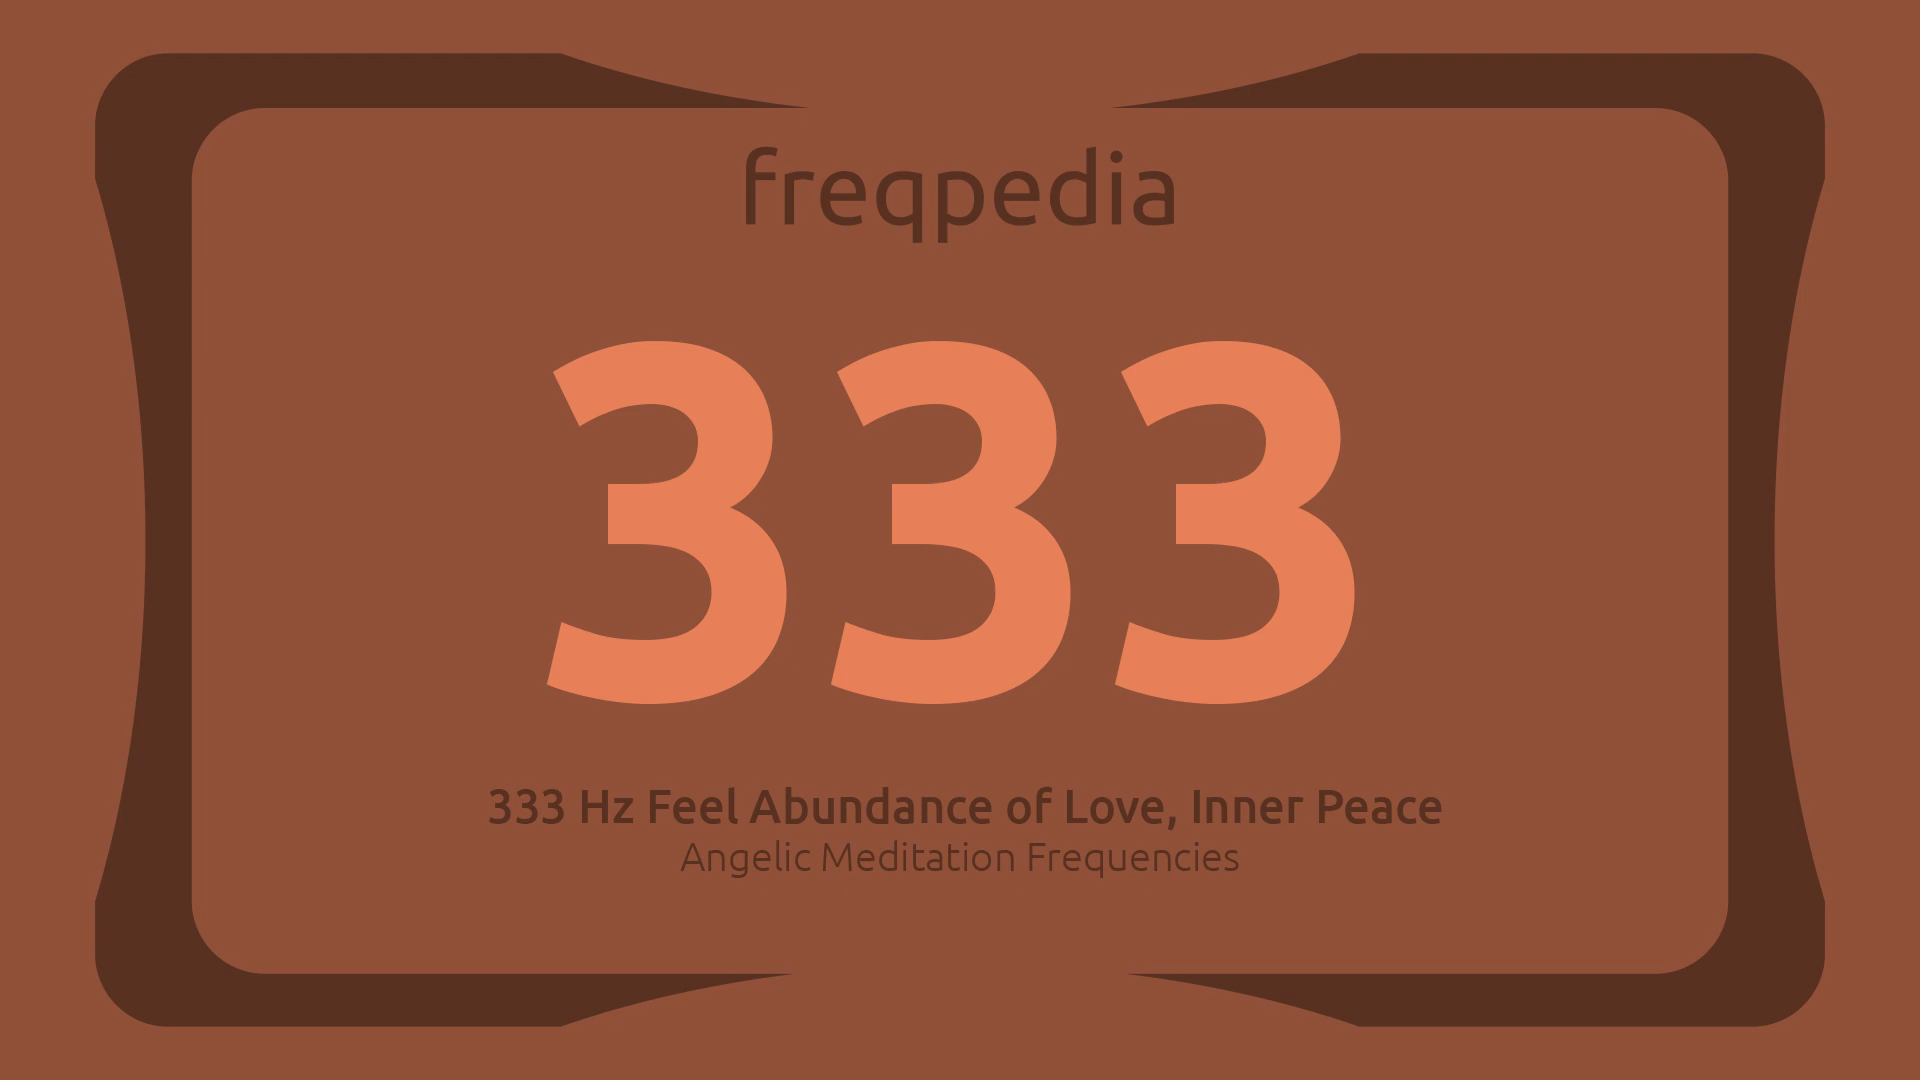 freqpedia
333
333 Hz Feel Abundance of Love, Inner Peace
Angelic Meditation Frequencies